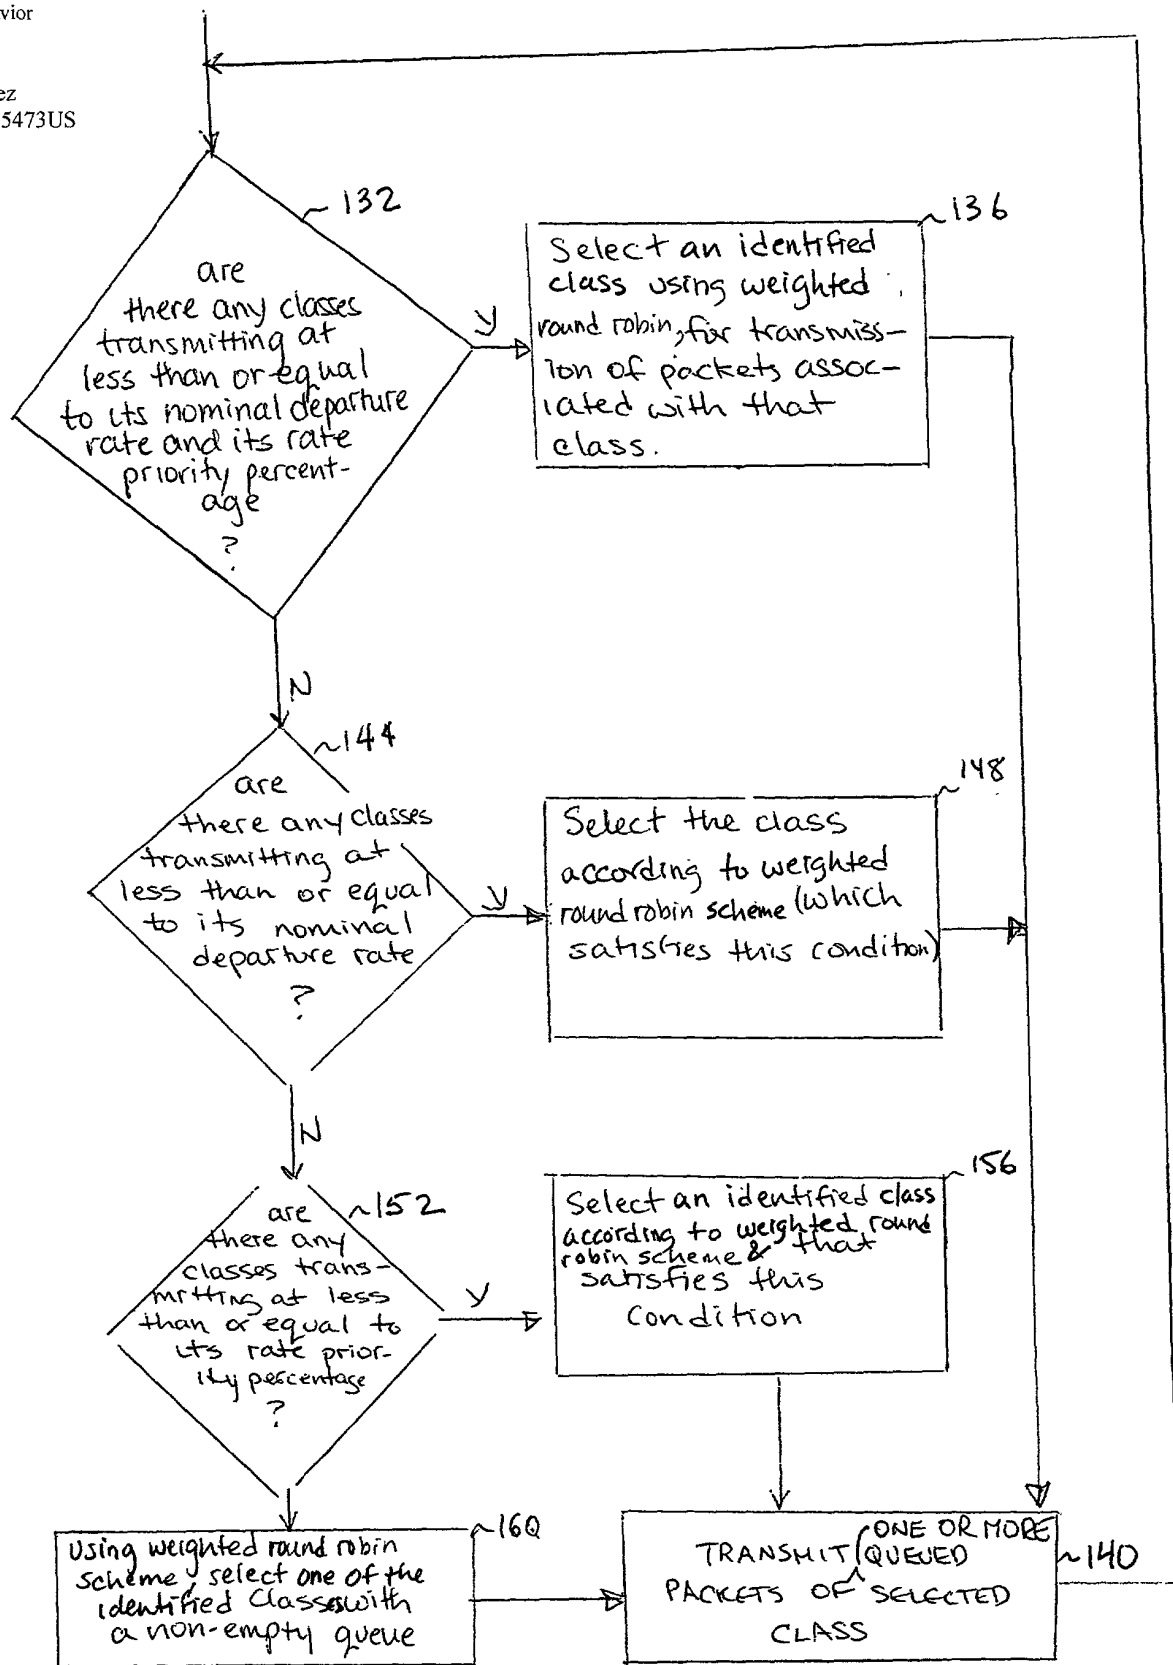 vior
ez
5473US
132
are
there any classes
transmitting at
less than or equal
to its nominal departure
rate and its rate
priority percent-
age
?
Y
136
Select an identified
class using weighted
round robin, for transmiss-
ion of packets assoc-
iated with that
class.
N
144
are
there any classes
transmitting at
less than or equal
to its nominal
departure rate
?
Y
148
Select the class
according to weighted
round robin scheme (which
satisfies this condition)
N
152
are
there any
classes trans-
mitting at less
than or equal to
its rate prior-
ity percentage
?
Y
156
Select an identified class
according to weighted round
robin scheme & that
satisfies this
Condition
160
Using weighted round robin
scheme, select one of the
identified Classes with
a non-empty queue
140
ONE OR MORE
TRANSMIT QUEUED
PACKETS OF SELECTED
CLASS